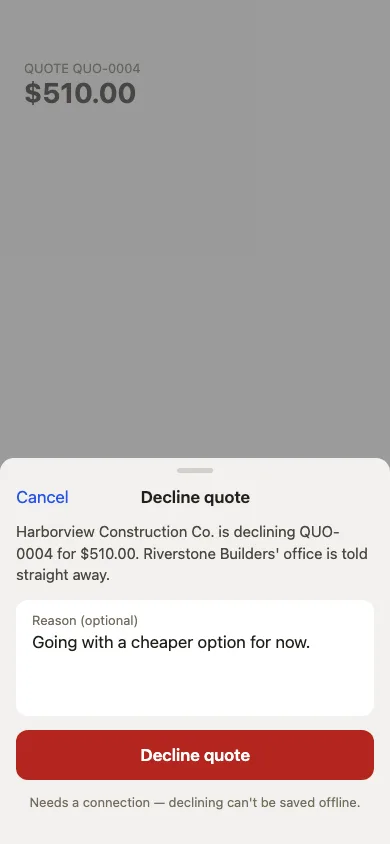 QUOTE QUO-0004
$510.00
Cancel
Decline quote
Harborview Construction Co. is declining QUO-
0004 for $510.00. Riverstone Builders' office is told
straight away.
Reason (optional)
Going with a cheaper option for now.
Decline quote
Needs a connection — declining can't be saved offline.